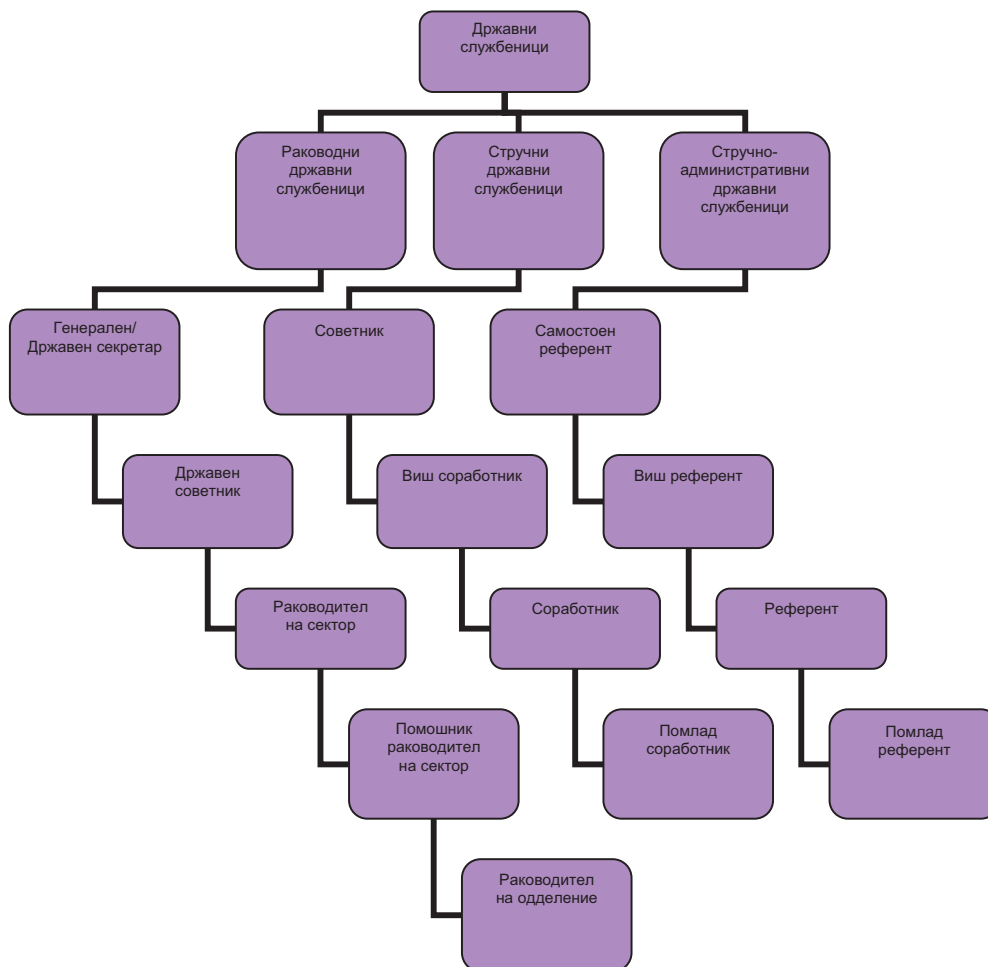 Државни
службеници
Раководни
државни
службеници
Стручни
државни
службеници
Стручно-
административни
државни
службеници
Генерален/
Државен секретар
Советник
Самостоен
референт
Државен
советник
Виш соработник
Виш референт
Раководител
на сектор
Соработник
Референт
Помошник
раководител
на сектор
Помлад
соработник
Помлад
референт
Раководител
на одделение